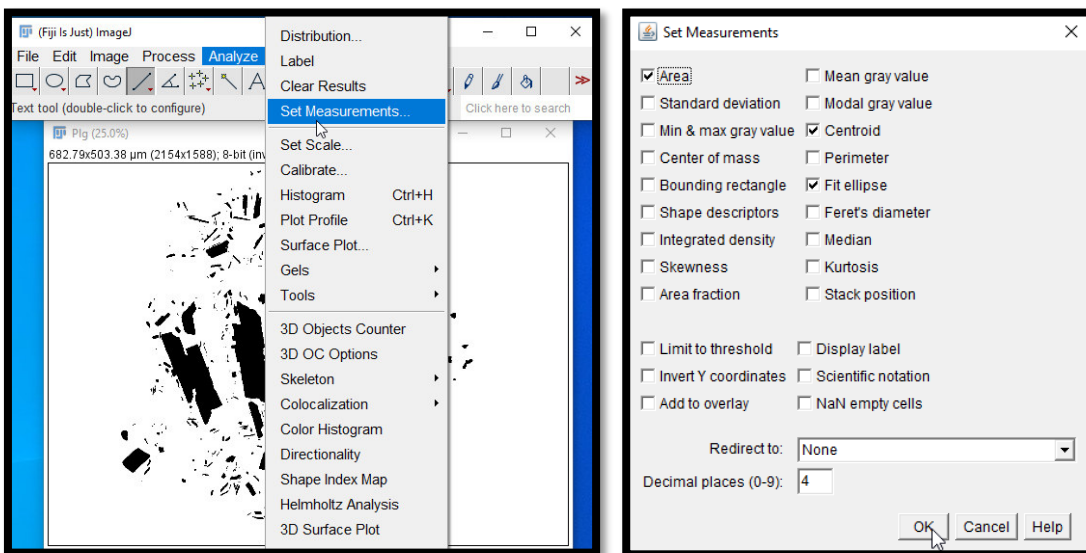 (Fiji Is Just) ImageJ
File Edit Image Process Analyze
Text tool (double-click to configure)
Click here to search
Plg (25.0%)
682.79x503.38 µm (2154x1588); 8-bit (inv
Distribution...
Label
Clear Results
Set Measurements...
Set Scale...
Calibrate...
Histogram Ctrl+H
Plot Profile Ctrl+K
Surface Plot...
Gels
Tools
3D Objects Counter
3D OC Options
Skeleton
Colocalization
Color Histogram
Directionality
Shape Index Map
Helmholtz Analysis
3D Surface Plot
Set Measurements
Area Mean gray value
Standard deviation Modal gray value
Min & max gray value Centroid
Center of mass Perimeter
Bounding rectangle Fit ellipse
Shape descriptors Feret's diameter
Integrated density Median
Skewness Kurtosis
Area fraction Stack position
Limit to threshold Display label
Invert Y coordinates Scientific notation
Add to overlay NaN empty cells
Redirect to: None
Decimal places (0-9): 4
OK Cancel Help